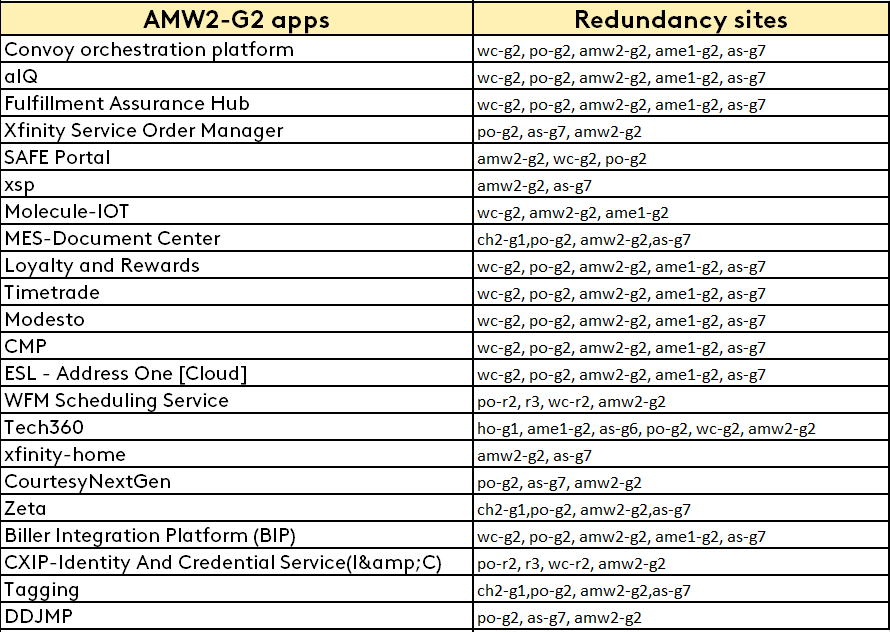 AMW2-G2 apps Redundancy sites
Convoy orchestration platform wc-g2, po-g2, amw2-g2, ame1-g2, as-g7
aIQ wc-g2, po-g2, amw2-g2, ame1-g2, as-g7
Fulfillment Assurance Hub wc-g2, po-g2, amw2-g2, ame1-g2, as-g7
Xfinity Service Order Manager po-g2, as-g7, amw2-g2
SAFE Portal amw2-g2, wc-g2, po-g2
xsp amw2-g2, as-g7
Molecule-IOT wc-g2, amw2-g2, ame1-g2
MES-Document Center ch2-g1,po-g2, amw2-g2,as-g7
Loyalty and Rewards wc-g2, po-g2, amw2-g2, ame1-g2, as-g7
Timetrade wc-g2, po-g2, amw2-g2, ame1-g2, as-g7
Modesto wc-g2, po-g2, amw2-g2, ame1-g2, as-g7
CMP wc-g2, po-g2, amw2-g2, ame1-g2, as-g7
ESL - Address One [Cloud] wc-g2, po-g2, amw2-g2, ame1-g2, as-g7
WFM Scheduling Service po-r2, r3, wc-r2, amw2-g2
Tech360 ho-g1, ame1-g2, as-g6, po-g2, wc-g2, amw2-g2
xfinity-home amw2-g2, as-g7
CourtesyNextGen po-g2, as-g7, amw2-g2
Zeta ch2-g1,po-g2, amw2-g2,as-g7
Biller Integration Platform (BIP) wc-g2, po-g2, amw2-g2, ame1-g2, as-g7
CXIP-Identity And Credential Service(I&amp;C) po-r2, r3, wc-r2, amw2-g2
Tagging ch2-g1,po-g2, amw2-g2,as-g7
DDJMP po-g2, as-g7, amw2-g2